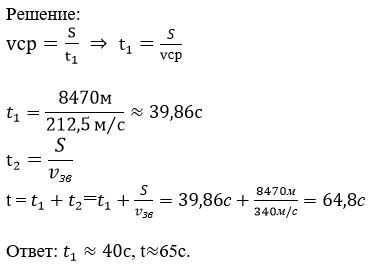 Решение:
vср = S/t₁ ⇒ t₁ = S/vср
t₁ = 8470м/212,5 м/с ≈ 39,86с
t₂ = S/vзв
t = t₁ + t₂=t₁ + S/vзв = 39,86с + 8470м/340м/с = 64,8с
Ответ: t₁ ≈ 40с, t≈65с.